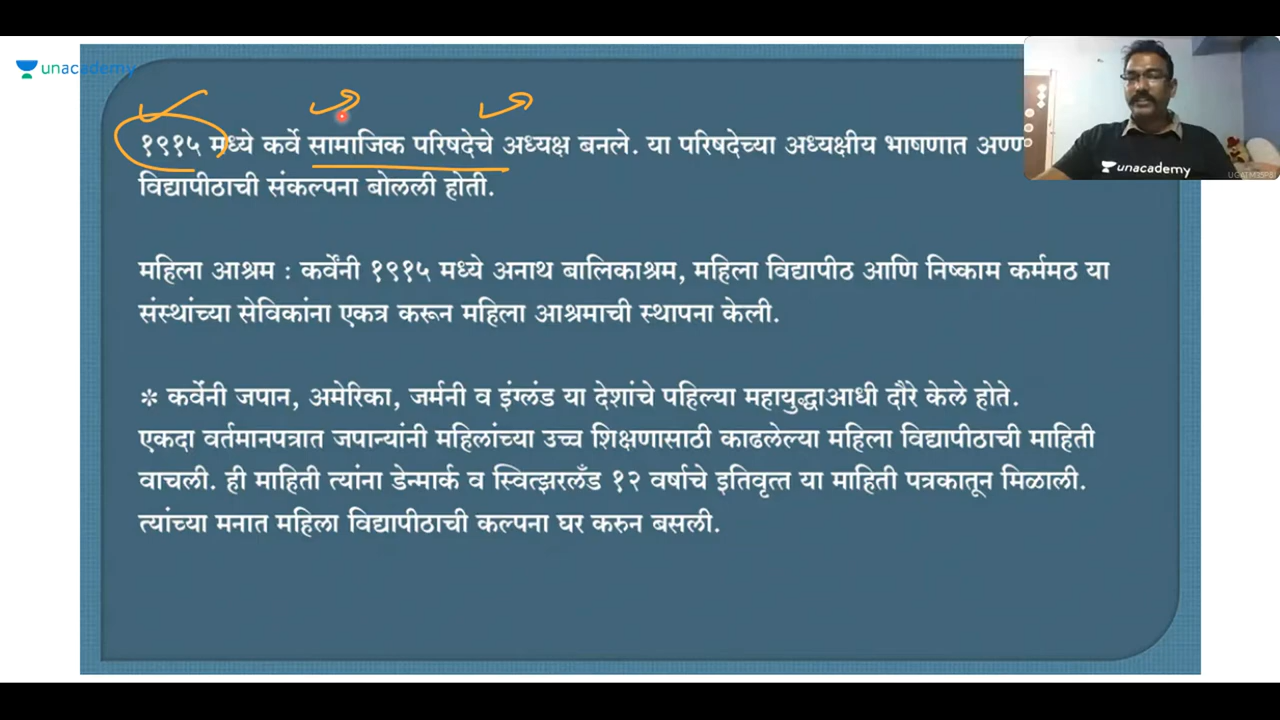 unacademy
१९१५ मध्ये कर्वे सामाजिक परिषदेचे अध्यक्ष बनले. या परिषदेच्या अध्यक्षीय भाषणात
विद्यापीठाची संकल्पना बोलली होती.
महिला आश्रम : कर्वेंनी १९१५ मध्ये अनाथ बालिकाश्रम, महिला विद्यापीठ आणि निष्काम कर्ममठ या
संस्थांच्या सेविकांना एकत्र करून महिला आश्रमाची स्थापना केली.
* कर्वेंनी जपान, अमेरिका, जर्मनी व इंग्लंड या देशांचे पहिल्या महायुद्धाआधी दौरे केले होते.
एकदा वर्तमानपत्रात जपान्यांनी महिलांच्या उच्च शिक्षणासाठी काढलेल्या महिला विद्यापीठाची माहिती
वाचली. ही माहिती त्यांना डेन्मार्क व स्वित्झरलँड १२ वर्षाचे इतिवृत्त या माहिती पत्रकातून मिळाली.
त्यांच्या मनात महिला विद्यापीठाची कल्पना घर करुन बसली.
unacademy